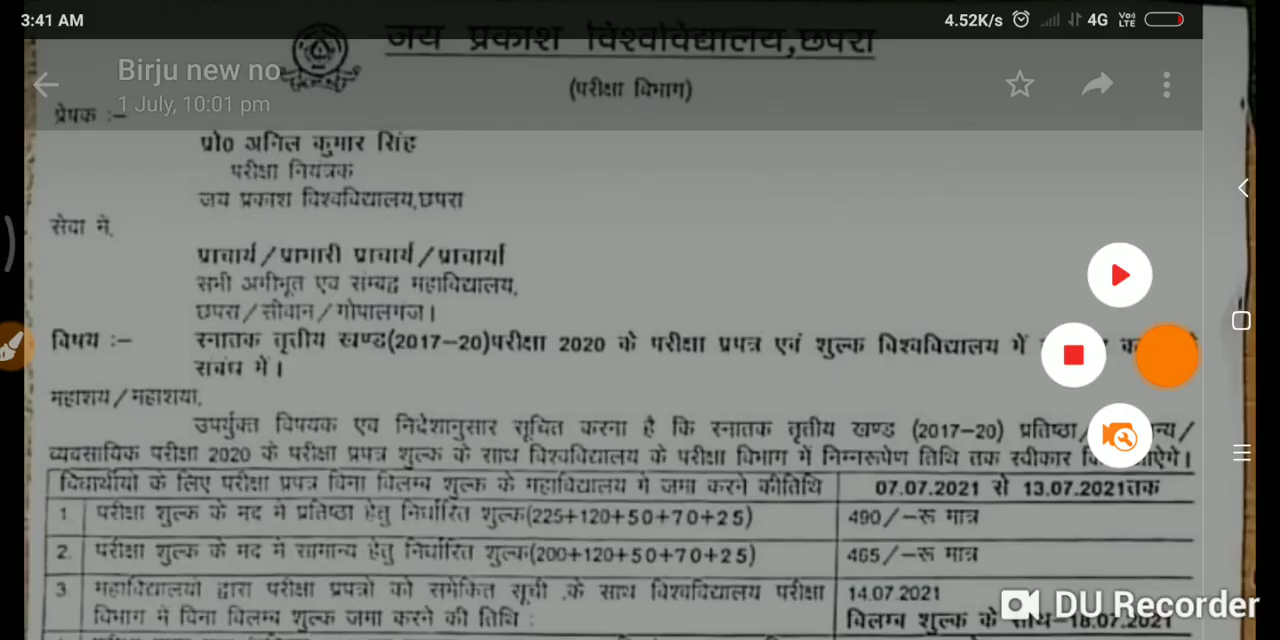 3:41 AM 4.52K/s 4G VoLTE
जय प्रकाश विश्वविद्यालय,छपरा
Birju new no
1 July, 10:01 pm
(परीक्षा विभाग)
प्रेषक :–
प्रो0 अनिल कुमार सिंह
परीक्षा नियंत्रक
जय प्रकाश विश्वविद्यालय,छपरा
सेवा में,
प्राचार्य/प्रभारी प्राचार्य/प्राचार्या
सभी अंगीभूत एवं संम्बद्ध महाविद्यालय,
छपरा/सीवान/गोपालगंज।
विषय :– स्नातक तृतीय खण्ड(2017–20)परीक्षा 2020 के परीक्षा प्रपत्र एवं शुल्क विश्वविद्यालय में
संबंध में।
महाशय/महाशया,
उपर्युक्त विषयक एवं निदेशानुसार सूचित करना है कि स्नातक तृतीय खण्ड (2017–20) प्रतिष्ठा/
व्यवसायिक परीक्षा 2020 के परीक्षा प्रपत्र शुल्क के साथ विश्वविद्यालय के परीक्षा विभाग में निम्नरूपेण तिथि तक स्वीकार
विधार्थीयों के लिए परीक्षा प्रपत्र विना विलम्ब शुल्क के महाविद्यालय मे जमा करने कीतिथि 07.07.2021 से 13.07.2021तक
1 परीक्षा शुल्क के मद मे प्रतिष्ठा हेतु निर्धारित शुल्क(225+120+50+70+25) 490/–रू मात्र
2. परीक्षा शुल्क के मद मे सामान्य हेतु निर्धारित शुल्क(200+120+50+70+25) 465/–रू मात्र
3 महाविद्यालयो द्वारा परीक्षा प्रपत्रो को समेकित सूची .के साथ विश्वविद्यालय परीक्षा 14.07.2021
विभाग में विना विलम्ब शुल्क जमा करने की तिथि : विलम्ब शुल्क के साथ–18.07.2021
DU Recorder